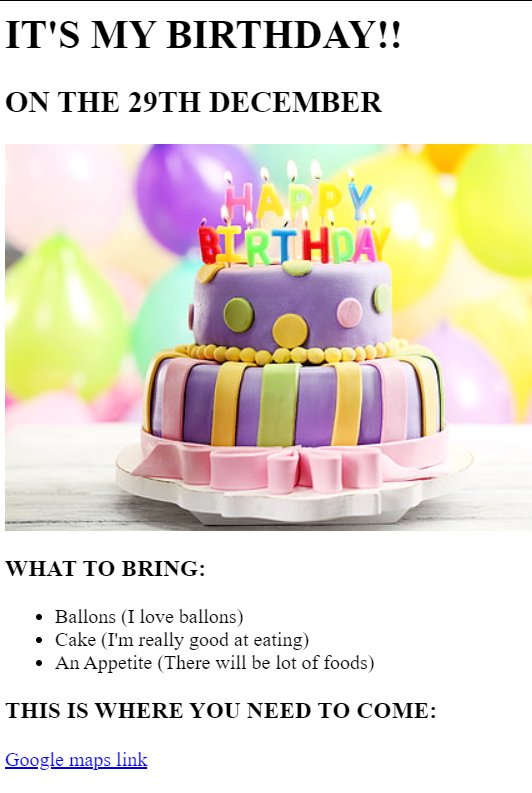 IT'S MY BIRTHDAY!!
ON THE 29TH DECEMBER
HAPPY
BIRTHDAY
WHAT TO BRING:
Ballons (I love ballons)
Cake (I'm really good at eating)
An Appetite (There will be lot of foods)
THIS IS WHERE YOU NEED TO COME:
Google maps link